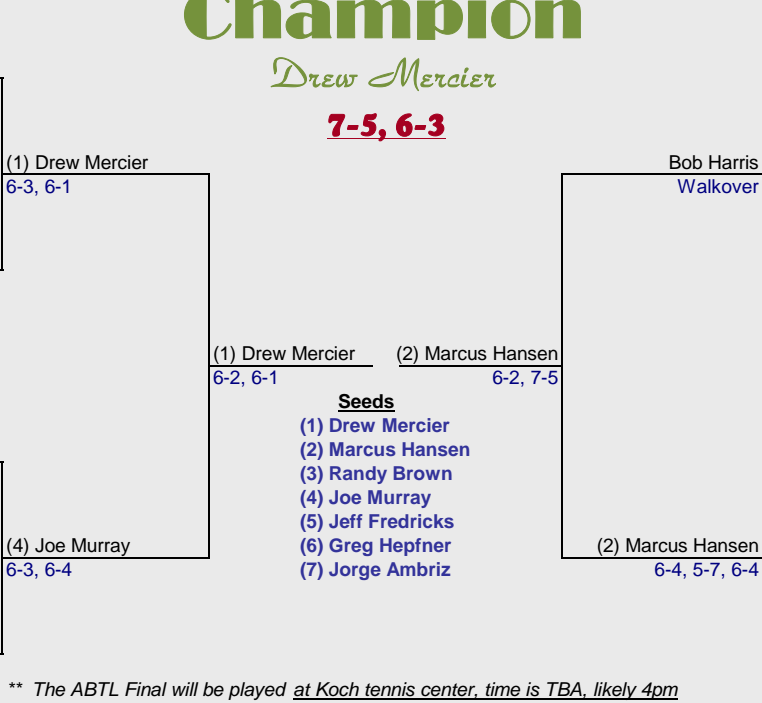 Champion
Drew Mercier
7-5, 6-3
(1) Drew Mercier
6-3, 6-1
Bob Harris
Walkover
(1) Drew Mercier
6-2, 6-1
(2) Marcus Hansen
6-2, 7-5
Seeds
(1) Drew Mercier
(2) Marcus Hansen
(3) Randy Brown
(4) Joe Murray
(5) Jeff Fredricks
(6) Greg Hepfner
(7) Jorge Ambriz
(4) Joe Murray
6-3, 6-4
(2) Marcus Hansen
6-4, 5-7, 6-4
** The ABTL Final will be played at Koch tennis center, time is TBA, likely 4pm